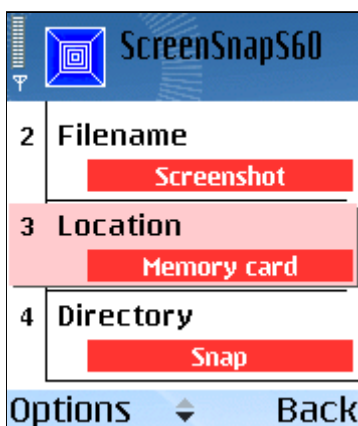 ScreenSnapS60
2 Filename
Screenshot
3 Location
Memory card
4 Directory
Snap
Options Back